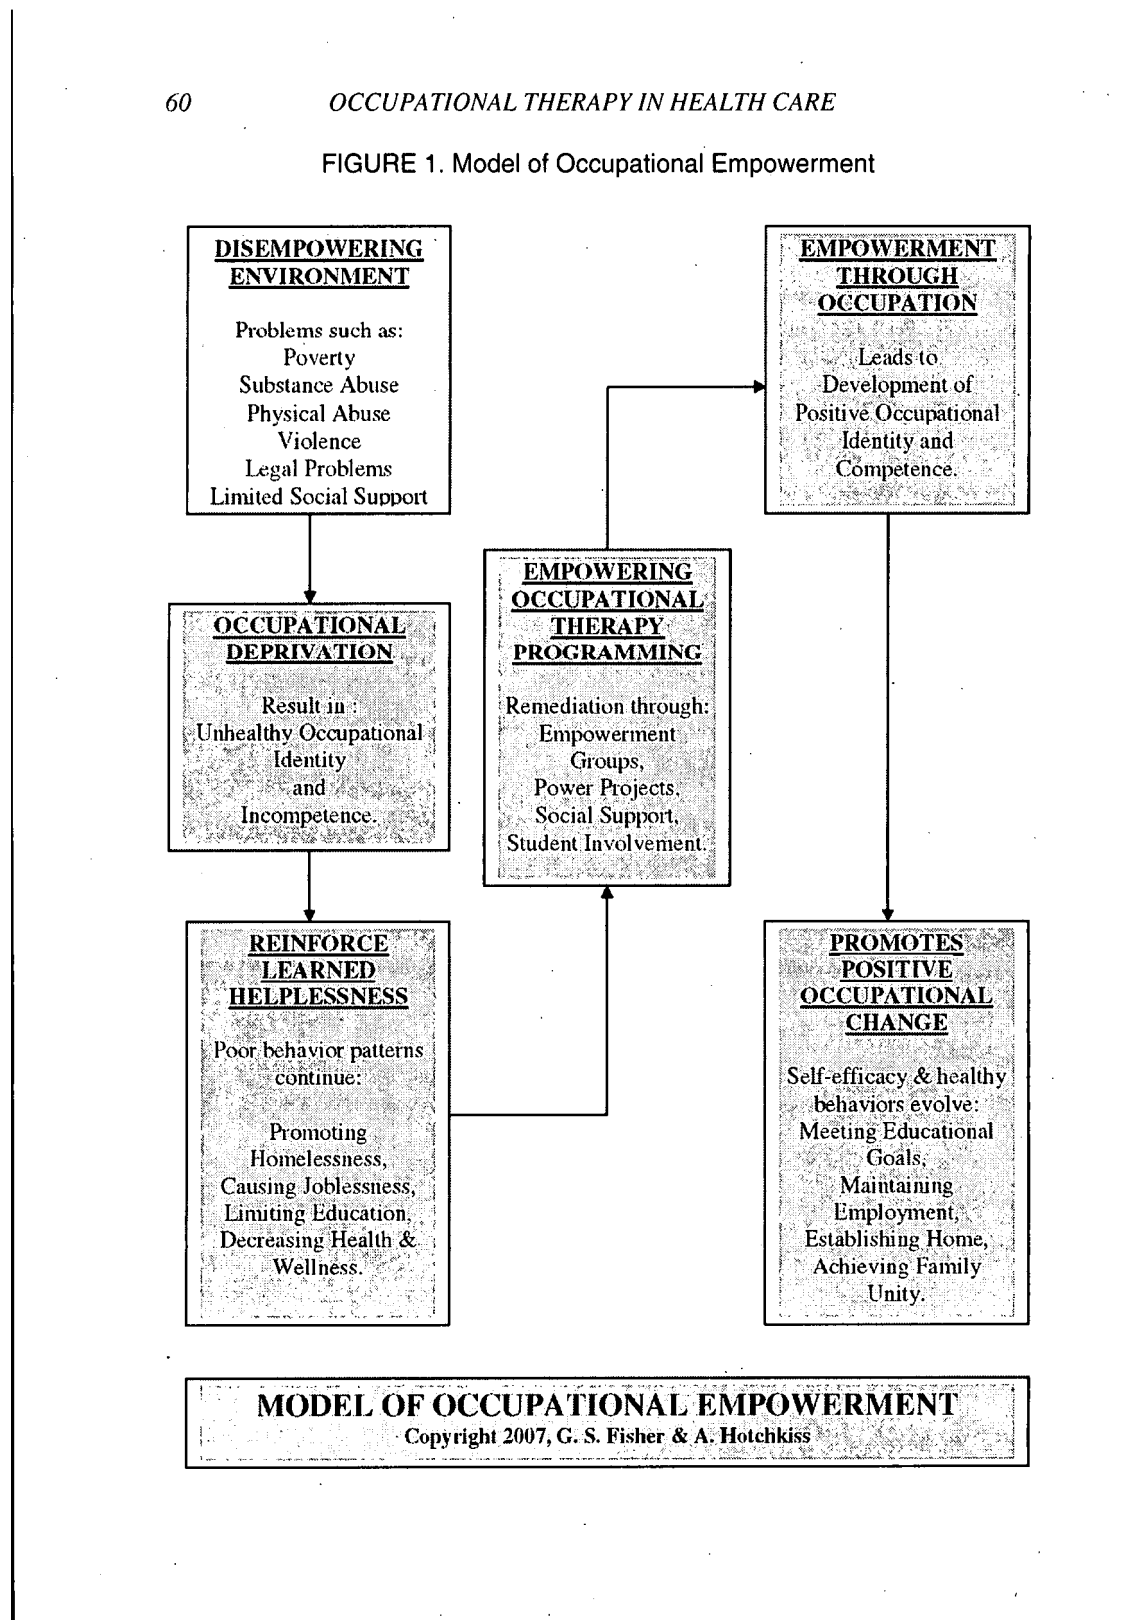 60
OCCUPATIONAL THERAPY IN HEALTH CARE
FIGURE 1. Model of Occupational Empowerment
DISEMPOWERING
ENVIRONMENT
Problems such as:
Poverty
Substance Abuse
Physical Abuse
Violence
Legal Problems
Limited Social Support
OCCUPATIONAL
DEPRIVATION
Result in :
Unhealthy Occupational
Identity
and
Incompetence.
REINFORCE
LEARNED
HELPLESSNESS
Poor behavior patterns
continue:
Promoting
Homelessness,
Causing Joblessness,
Limiting Education,
Decreasing Health &
Wellness.
EMPOWERING
OCCUPATIONAL
THERAPY
PROGRAMMING
Remediation through:
Empowerment
Groups,
Power Projects,
Social Support,
Student Involvement.
EMPOWERMENT
THROUGH
OCCUPATION
Leads to
Development of
Positive Occupational
Identity and
Competence.
PROMOTES
POSITIVE
OCCUPATIONAL
CHANGE
Self-efficacy & healthy
behaviors evolve:
Meeting Educational
Goals,
Maintaining
Employment,
Establishing Home,
Achieving Family
Unity.
MODEL OF OCCUPATIONAL EMPOWERMENT
Copyright 2007, G. S. Fisher & A. Hotchkiss